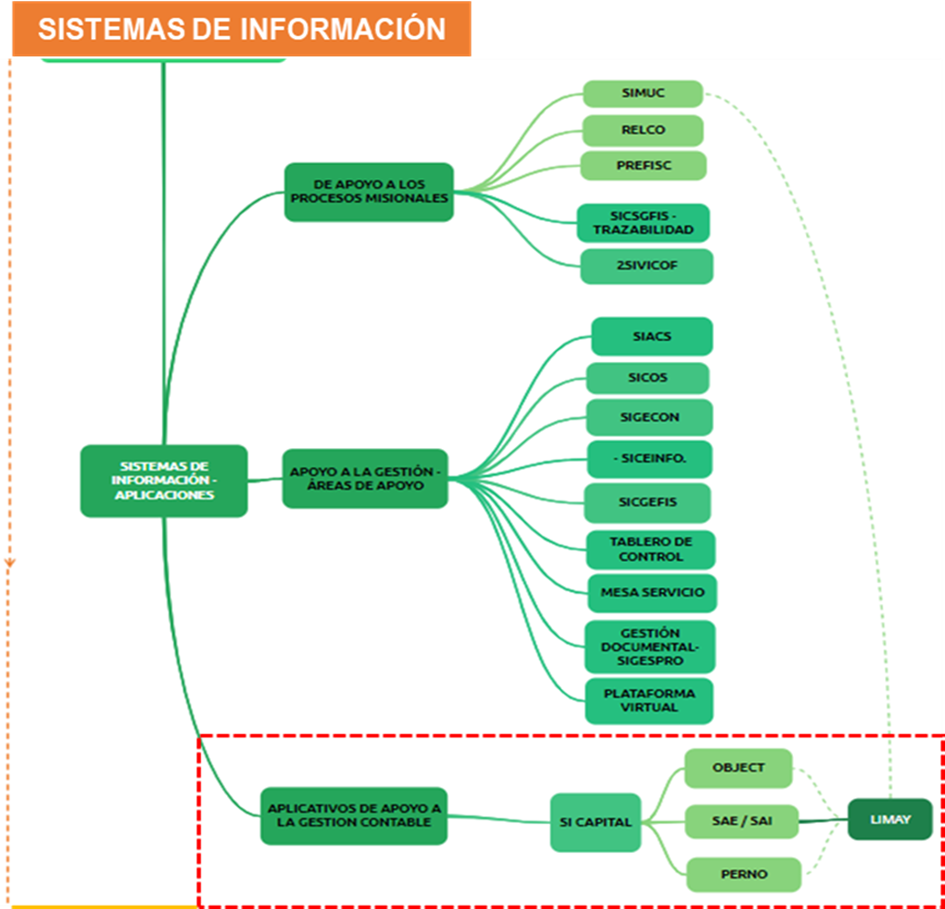 SISTEMAS DE INFORMACIÓN
SIMUC
RELCO
PREFISC
DE APOYO A LOS
PROCESOS MISIONALES
SICSGFIS -
TRAZABILIDAD
2SIVICOF
SIACS
SICOS
SIGECON
- SICEINFO.
SISTEMAS DE
INFORMACIÓN -
APLICACIONES
APOYO A LA GESTIÓN -
ÁREAS DE APOYO
SICGEFIS
TABLERO DE
CONTROL
MESA SERVICIO
GESTIÓN
DOCUMENTAL-
SIGESPRO
PLATAFORMA
VIRTUAL
APLICATIVOS DE APOYO A
LA GESTION CONTABLE
SI CAPITAL
OBJECT
SAE / SAI
PERNO
LIMAY